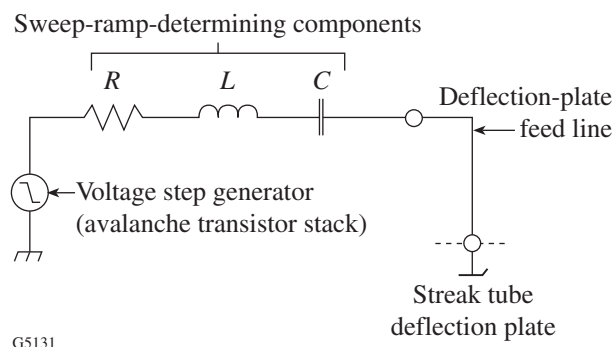 Sweep-ramp-determining components
R
L
C
Deflection-plate
feed line
Voltage step generator
(avalanche transistor stack)
Streak tube
deflection plate
G5131